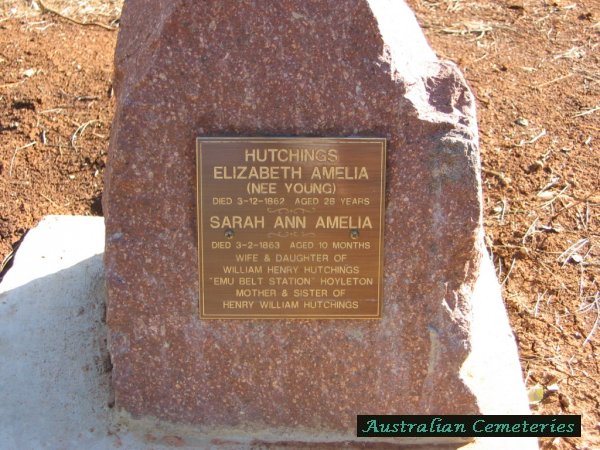 HUTCHINGS
ELIZABETH AMELIA
(NEE YOUNG)
DIED 3-12-1862 AGED 28 YEARS
SARAH ANN AMELIA
DIED 3-2-1863 AGED 10 MONTHS
WIFE & DAUGHTER OF
WILLIAM HENRY HUTCHINGS
"EMU BELT STATION" HOYLETON
MOTHER & SISTER OF
HENRY WILLIAM HUTCHINGS
Australian Cemeteries